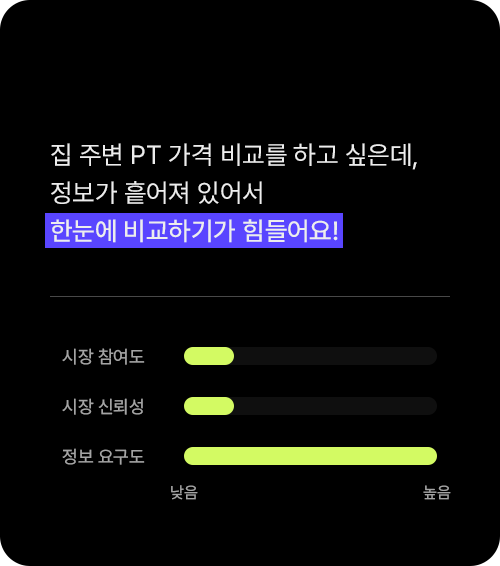 집 주변 PT 가격 비교를 하고 싶은데,
정보가 흩어져 있어서
한눈에 비교하기가 힘들어요!
시장 참여도
시장 신뢰성
정보 요구도
낮음 높음